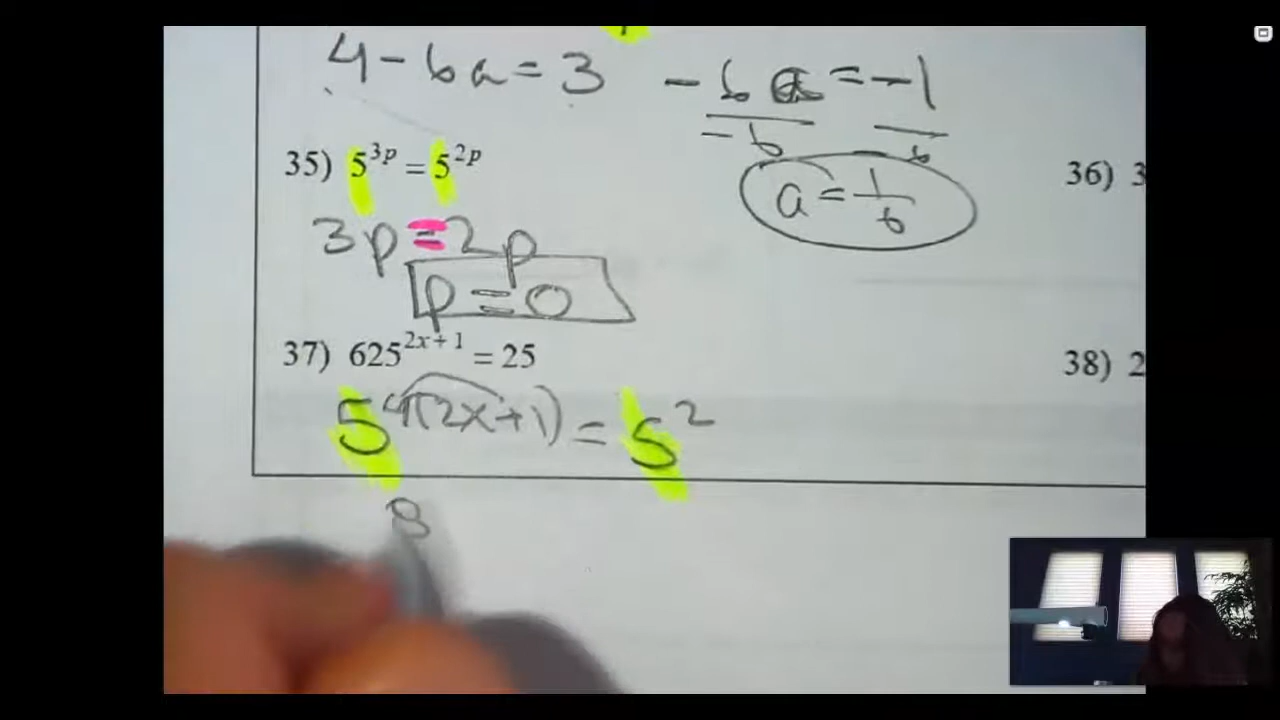 4 - 6a = 3
- 6a = -1
-6 -6
a = 1/6
35) 5^{3p} = 5^{2p}
36) 3
3p = 2p
p = 0
37) 625^{2x+1} = 25
38) 2
5^{4(2x+1)} = 5^2
8